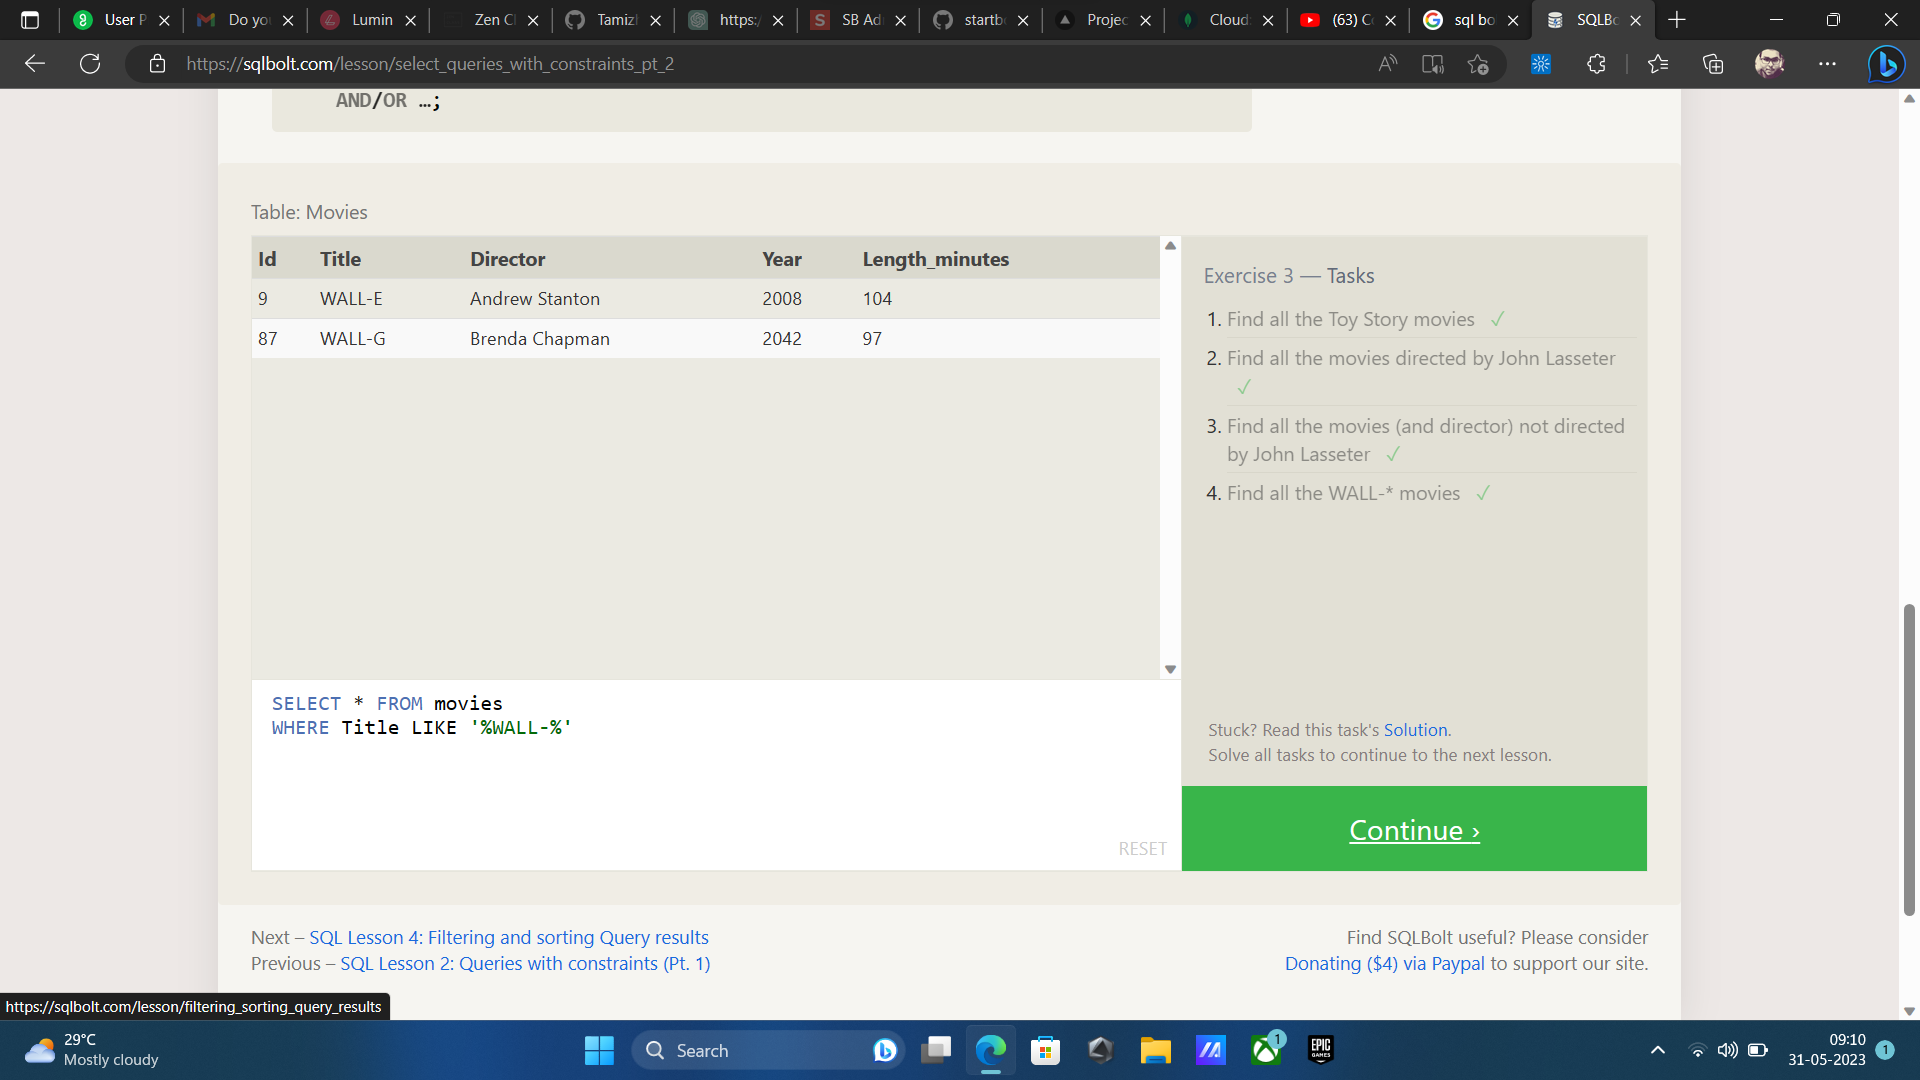 User P
Do yo
Lumin
Zen C
Tamizh
https:/
SB Ad
startb
Projec
Cloud
(63) C
sql bo
SQLBo
https://sqlbolt.com/lesson/select_queries_with_constraints_pt_2
AND/OR …;
Table: Movies
Id Title Director Year Length_minutes
9 WALL-E Andrew Stanton 2008 104
87 WALL-G Brenda Chapman 2042 97
SELECT * FROM movies
WHERE Title LIKE '%WALL-%'
RESET
Exercise 3 — Tasks
1. Find all the Toy Story movies ✓
2. Find all the movies directed by John Lasseter
✓
3. Find all the movies (and director) not directed
by John Lasseter ✓
4. Find all the WALL-* movies ✓
Stuck? Read this task's Solution.
Solve all tasks to continue to the next lesson.
Continue ›
Next – SQL Lesson 4: Filtering and sorting Query results
Previous – SQL Lesson 2: Queries with constraints (Pt. 1)
Find SQLBolt useful? Please consider
Donating ($4) via Paypal to support our site.
https://sqlbolt.com/lesson/filtering_sorting_query_results
29°C
Mostly cloudy
Search
1
EPIC
GAMES
09:10
31-05-2023
1